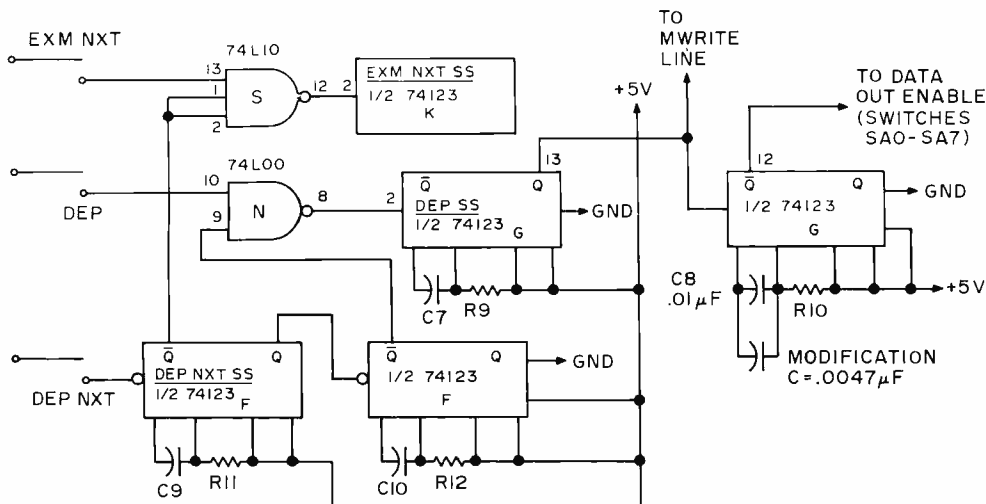 EXM NXT
74L10
13
1
2
S
12
2
EXM NXT SS
1/2 74123
K
TO
MWRITE
LINE
+5V
TO DATA
OUT ENABLE
(SWITCHES
SA0-SA7)
74L00
10
9
N
8
DEP
2
Q̅
Q
13
DEP SS
1/2 74123
G
GND
C7
R9
12
Q̅
Q
1/2 74123
G
GND
C8
.01µF
R10
+5V
MODIFICATION
C=.0047µF
DEP NXT
Q̅
Q
DEP NXT SS
1/2 74123
F
C9
R11
Q̅
Q
1/2 74123
F
GND
C10
R12